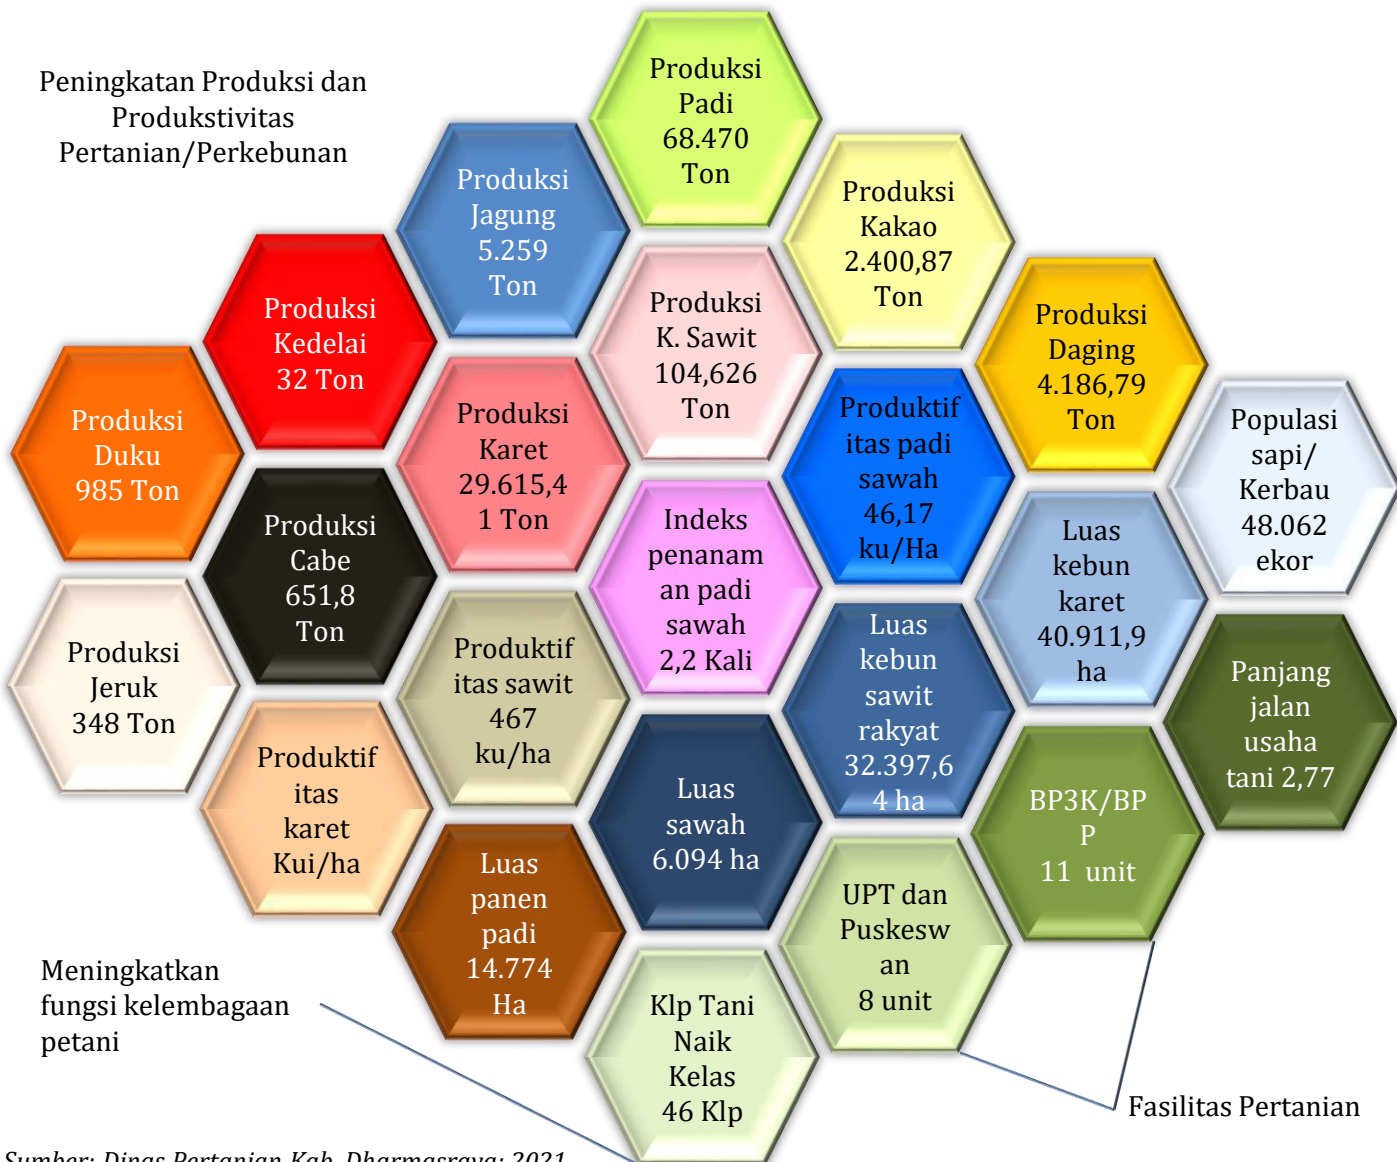 Peningkatan Produksi dan
Produkstivitas
Pertanian/Perkebunan
Produksi
Padi
68.470
Ton
Produksi
Jagung
5.259
Ton
Produksi
Kakao
2.400,87
Ton
Produksi
Kedelai
32 Ton
Produksi
K. Sawit
104,626
Ton
Produksi
Daging
4.186,79
Ton
Produksi
Duku
985 Ton
Produksi
Karet
29.615,4
1 Ton
Produktif
itas padi
sawah
46,17
ku/Ha
Populasi
sapi/
Kerbau
48.062
ekor
Produksi
Cabe
651,8
Ton
Indeks
penanam
an padi
sawah
2,2 Kali
Luas
kebun
karet
40.911,9
ha
Produksi
Jeruk
348 Ton
Produktif
itas sawit
467
ku/ha
Luas
kebun
sawit
rakyat
32.397,6
4 ha
Panjang
jalan
usaha
tani 2,77
Produktif
itas
karet
Kui/ha
Luas
sawah
6.094 ha
BP3K/BP
P
11 unit
Luas
panen
padi
14.774
Ha
UPT dan
Puskesw
an
8 unit
Meningkatkan
fungsi kelembagaan
petani
Klp Tani
Naik
Kelas
46 Klp
Fasilitas Pertanian
Sumber: Dinas Pertanian Kab. Dharmasraya: 2021